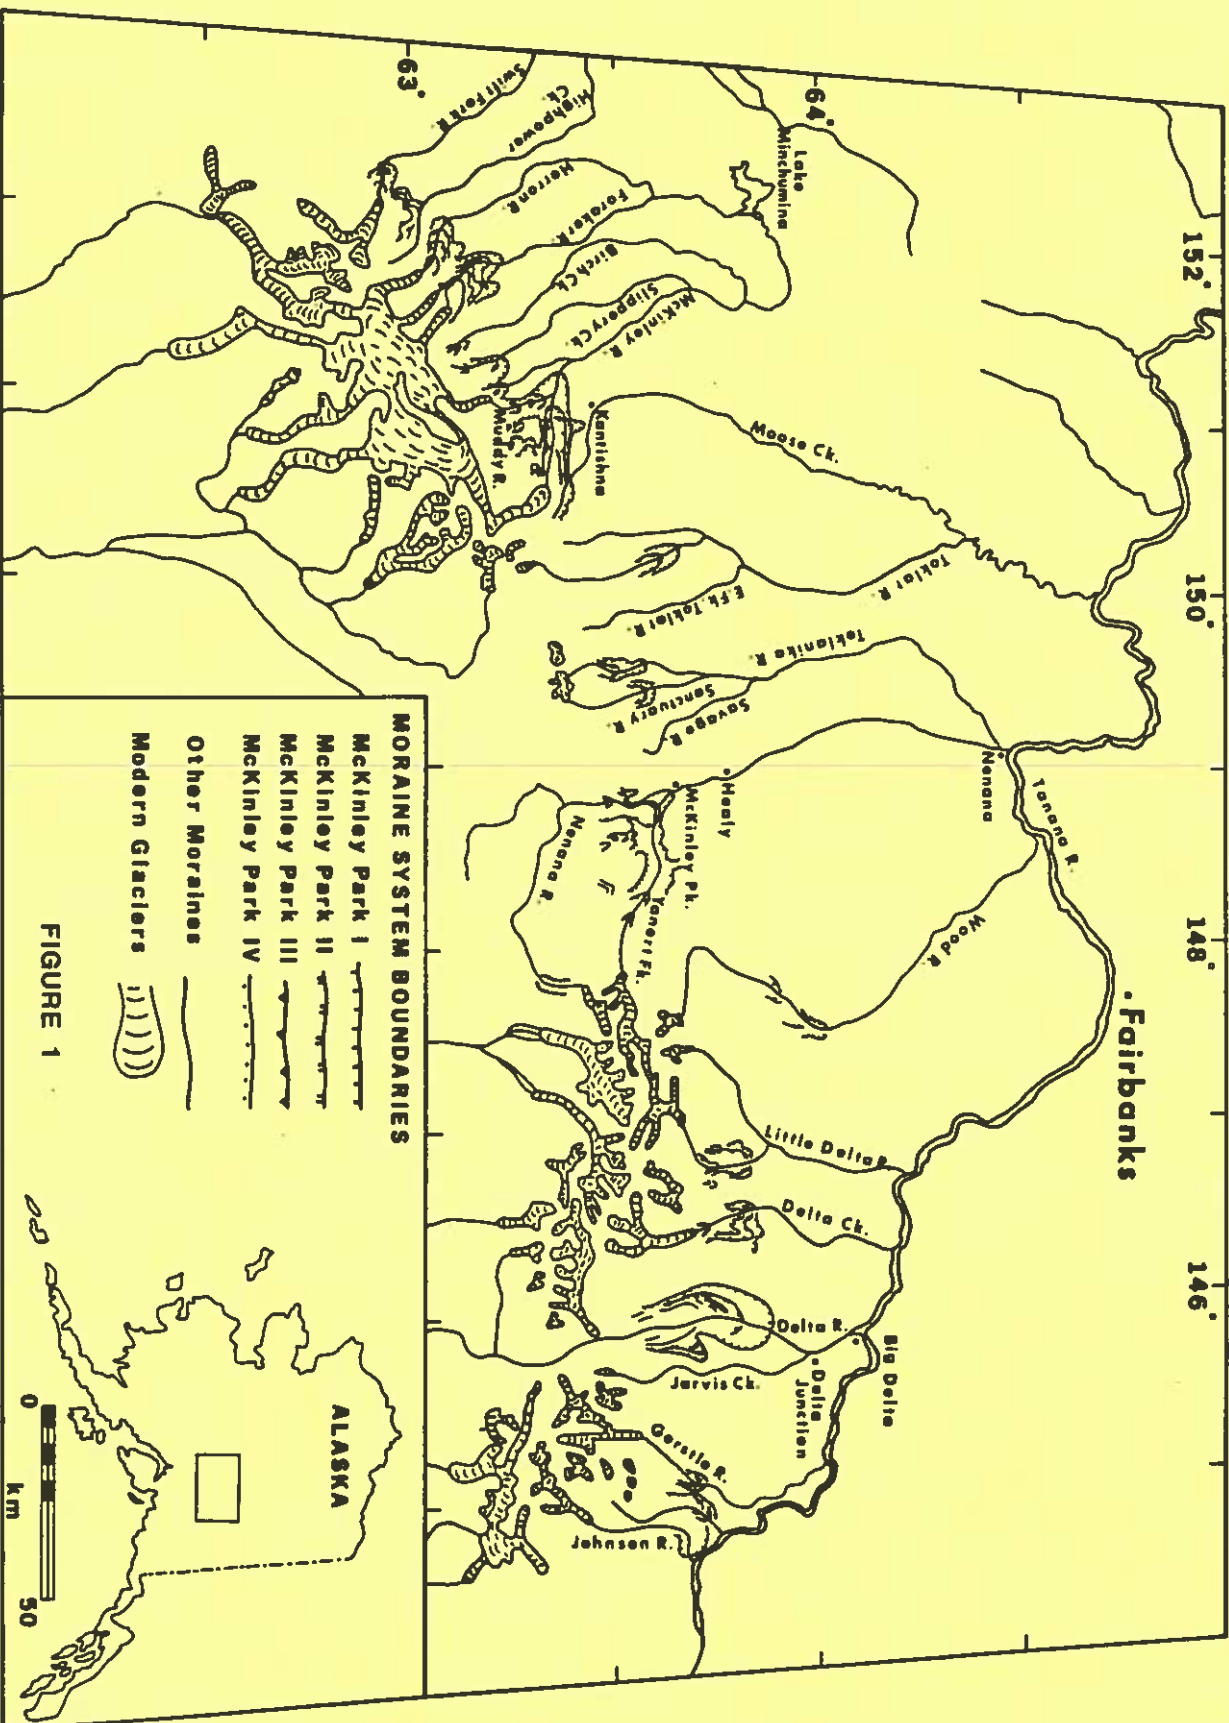 152°
150°
148°
146°
64°
63°
Fairbanks
Lake
Minchumina
Highpower
Ck.
Swift Fork R.
Herron R.
Foraker R.
Birch Ck.
Slippery Ck.
McKinley R.
Kantishna
Muddy R.
Moose Ck.
Toklat R.
E. Fk. Toklat R.
Teklanika R.
Sanctuary R.
Savage R.
Nenana
Tanana R.
Healy
McKinley Pk.
Nenana R.
Yanert Fk.
Wood R.
Little Delta R.
Delta Ck.
Delta R.
Big Delta
Delta
Junction
Jarvis Ck.
Gerstle R.
Johnson R.
MORAINE SYSTEM BOUNDARIES
McKinley Park I
McKinley Park II
McKinley Park III
McKinley Park IV
Other Moraines
Modern Glaciers
FIGURE 1
ALASKA
0
50
km